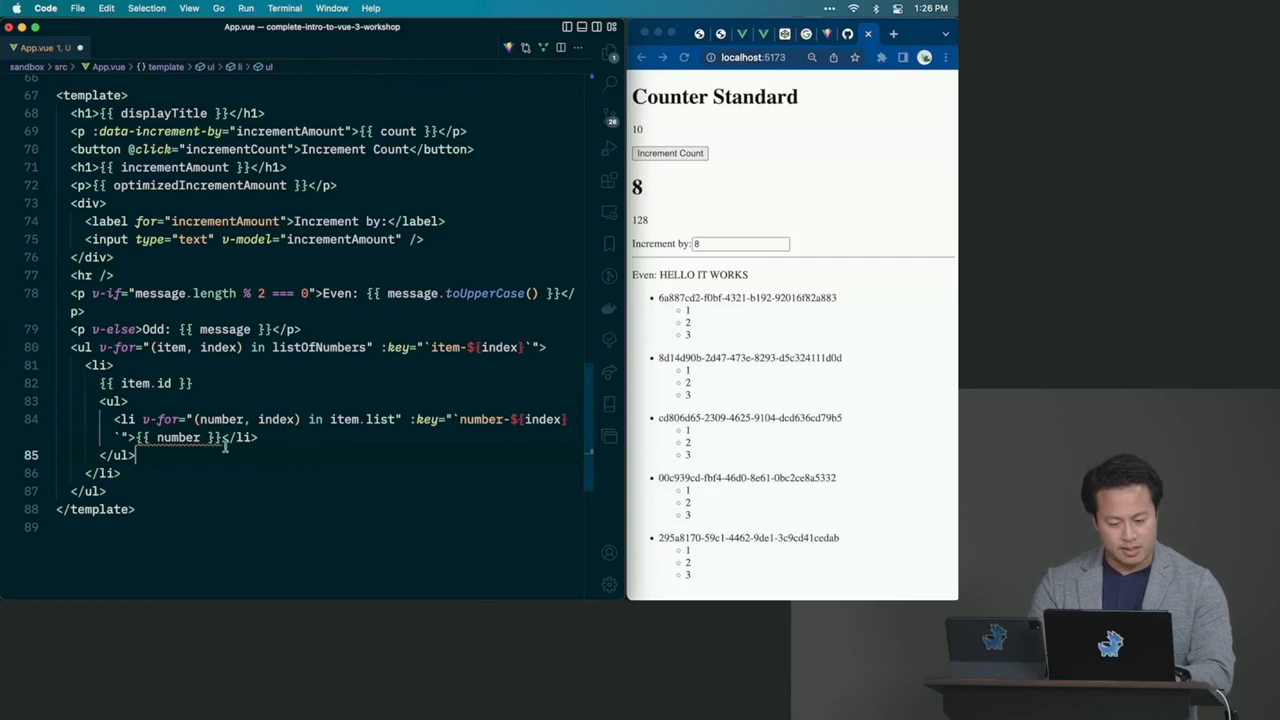 Code File Edit Selection View Go Run Terminal Window Help
1:26 PM
App.vue — complete-intro-to-vue-3-workshop
App.vue 1, U
sandbox > src > App.vue > template > ul > li > ul
66
67 <template>
68 <h1>{{ displayTitle }}</h1>
69 <p :data-increment-by="incrementAmount">{{ count }}</p>
70 <button @click="incrementCount">Increment Count</button>
71 <h1>{{ incrementAmount }}</h1>
72 <p>{{ optimizedIncrementAmount }}</p>
73 <div>
74 <label for="incrementAmount">Increment by:</label>
75 <input type="text" v-model="incrementAmount" />
76 </div>
77 <hr />
78 <p v-if="message.length % 2 === 0">Even: {{ message.toUpperCase() }}</
p>
79 <p v-else>Odd: {{ message }}</p>
80 <ul v-for="(item, index) in listOfNumbers" :key="`item-${index}`">
81 <li>
82 {{ item.id }}
83 <ul>
84 <li v-for="(number, index) in item.list" :key="`number-${index}
`">{{ number }}</li>
85 </ul>
86 </li>
87 </ul>
88 </template>
89
1
26
localhost:5173
Counter Standard
10
Increment Count
8
128
Increment by: 8
Even: HELLO IT WORKS
6a887cd2-f0bf-4321-b192-92016f82a883
1
2
3
8d14d90b-2d47-473e-8293-d5c324111d0d
1
2
3
cd806d65-2309-4625-9104-dcd636cd79b5
1
2
3
00c939cd-fbf4-46d0-8e61-0bc2ce8a5332
1
2
3
295a8170-59c1-4462-9de1-3c9cd41cedab
1
2
3